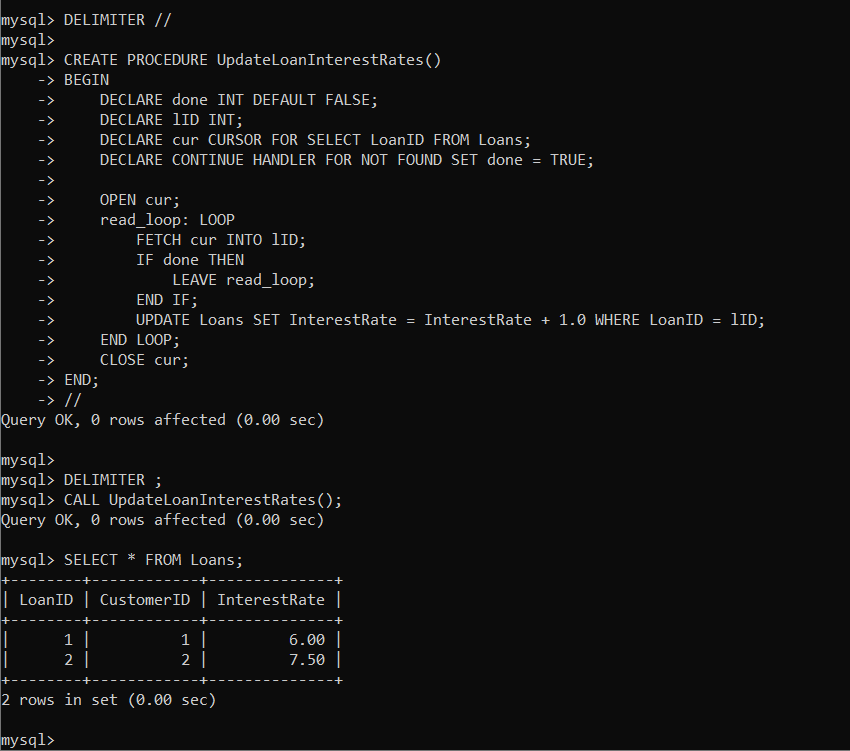 mysql> DELIMITER //
mysql>
mysql> CREATE PROCEDURE UpdateLoanInterestRates()
    -> BEGIN
    ->     DECLARE done INT DEFAULT FALSE;
    ->     DECLARE lID INT;
    ->     DECLARE cur CURSOR FOR SELECT LoanID FROM Loans;
    ->     DECLARE CONTINUE HANDLER FOR NOT FOUND SET done = TRUE;
    ->
    ->     OPEN cur;
    ->     read_loop: LOOP
    ->         FETCH cur INTO lID;
    ->         IF done THEN
    ->             LEAVE read_loop;
    ->         END IF;
    ->         UPDATE Loans SET InterestRate = InterestRate + 1.0 WHERE LoanID = lID;
    ->     END LOOP;
    ->     CLOSE cur;
    -> END;
    -> //
Query OK, 0 rows affected (0.00 sec)

mysql>
mysql> DELIMITER ;
mysql> CALL UpdateLoanInterestRates();
Query OK, 0 rows affected (0.00 sec)

mysql> SELECT * FROM Loans;
+--------+------------+--------------+
| LoanID | CustomerID | InterestRate |
+--------+------------+--------------+
|      1 |          1 |         6.00 |
|      2 |          2 |         7.50 |
+--------+------------+--------------+
2 rows in set (0.00 sec)

mysql>